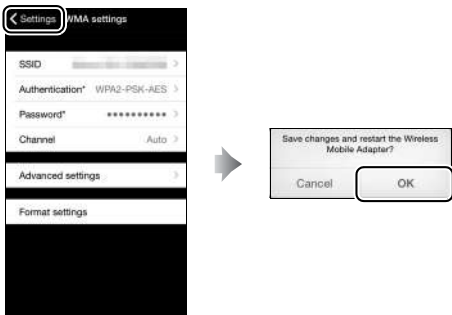 Settings WMA settings
SSID
Authentication* WPA2-PSK-AES
Password* **********
Channel Auto
Advanced settings
Format settings
Save changes and restart the Wireless
Mobile Adapter?
Cancel OK